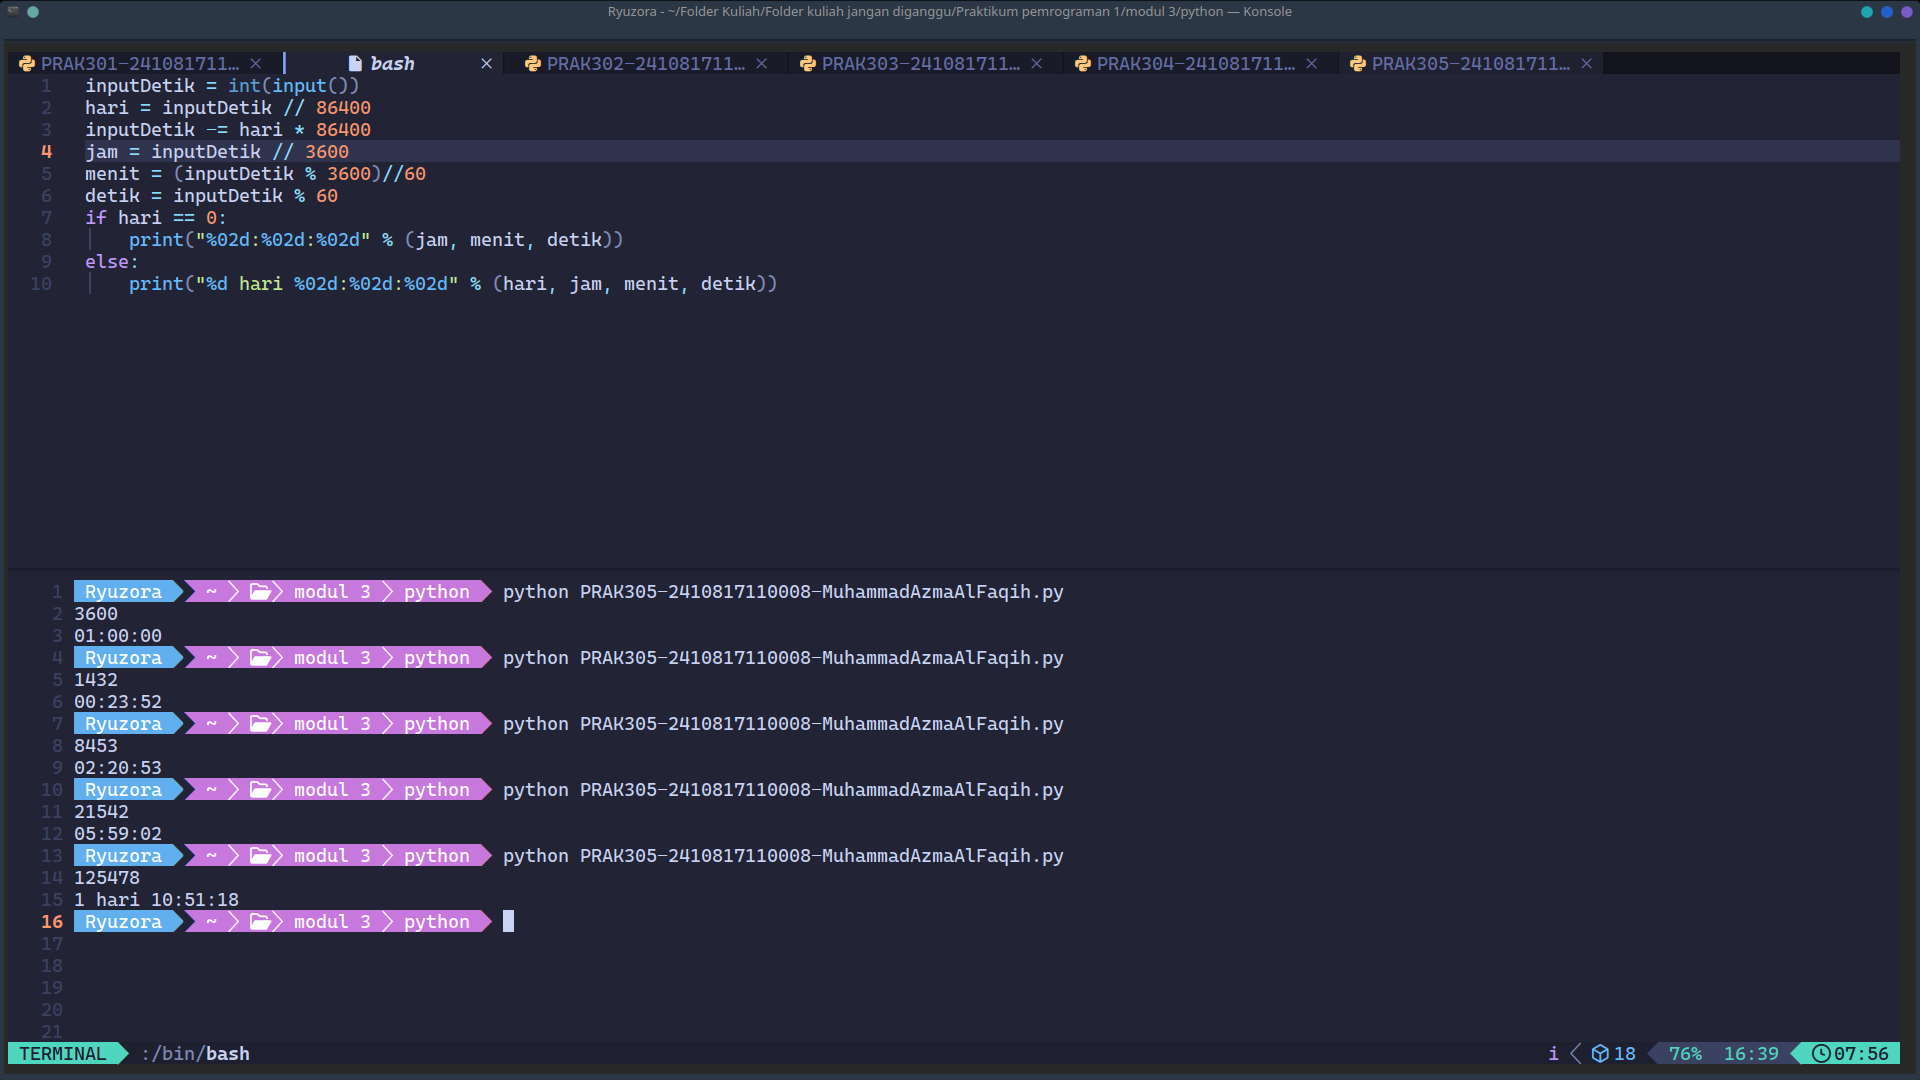 Ryuzora - ~/Folder Kuliah/Folder kuliah jangan diganggu/Praktikum pemrograman 1/modul 3/python — Konsole
PRAK301-241081711… × bash × PRAK302-241081711… × PRAK303-241081711… × PRAK304-241081711… × PRAK305-241081711… ×
1 inputDetik = int(input())
2 hari = inputDetik // 86400
3 inputDetik -= hari * 86400
4 jam = inputDetik // 3600
5 menit = (inputDetik % 3600)//60
6 detik = inputDetik % 60
7 if hari == 0:
8 print("%02d:%02d:%02d" % (jam, menit, detik))
9 else:
10 print("%d hari %02d:%02d:%02d" % (hari, jam, menit, detik))
1 Ryuzora ~ modul 3 python python PRAK305-2410817110008-MuhammadAzmaAlFaqih.py
2 3600
3 01:00:00
4 Ryuzora ~ modul 3 python python PRAK305-2410817110008-MuhammadAzmaAlFaqih.py
5 1432
6 00:23:52
7 Ryuzora ~ modul 3 python python PRAK305-2410817110008-MuhammadAzmaAlFaqih.py
8 8453
9 02:20:53
10 Ryuzora ~ modul 3 python python PRAK305-2410817110008-MuhammadAzmaAlFaqih.py
11 21542
12 05:59:02
13 Ryuzora ~ modul 3 python python PRAK305-2410817110008-MuhammadAzmaAlFaqih.py
14 125478
15 1 hari 10:51:18
16 Ryuzora ~ modul 3 python
17
18
19
20
21
TERMINAL :/bin/bash i 18 76% 16:39 07:56